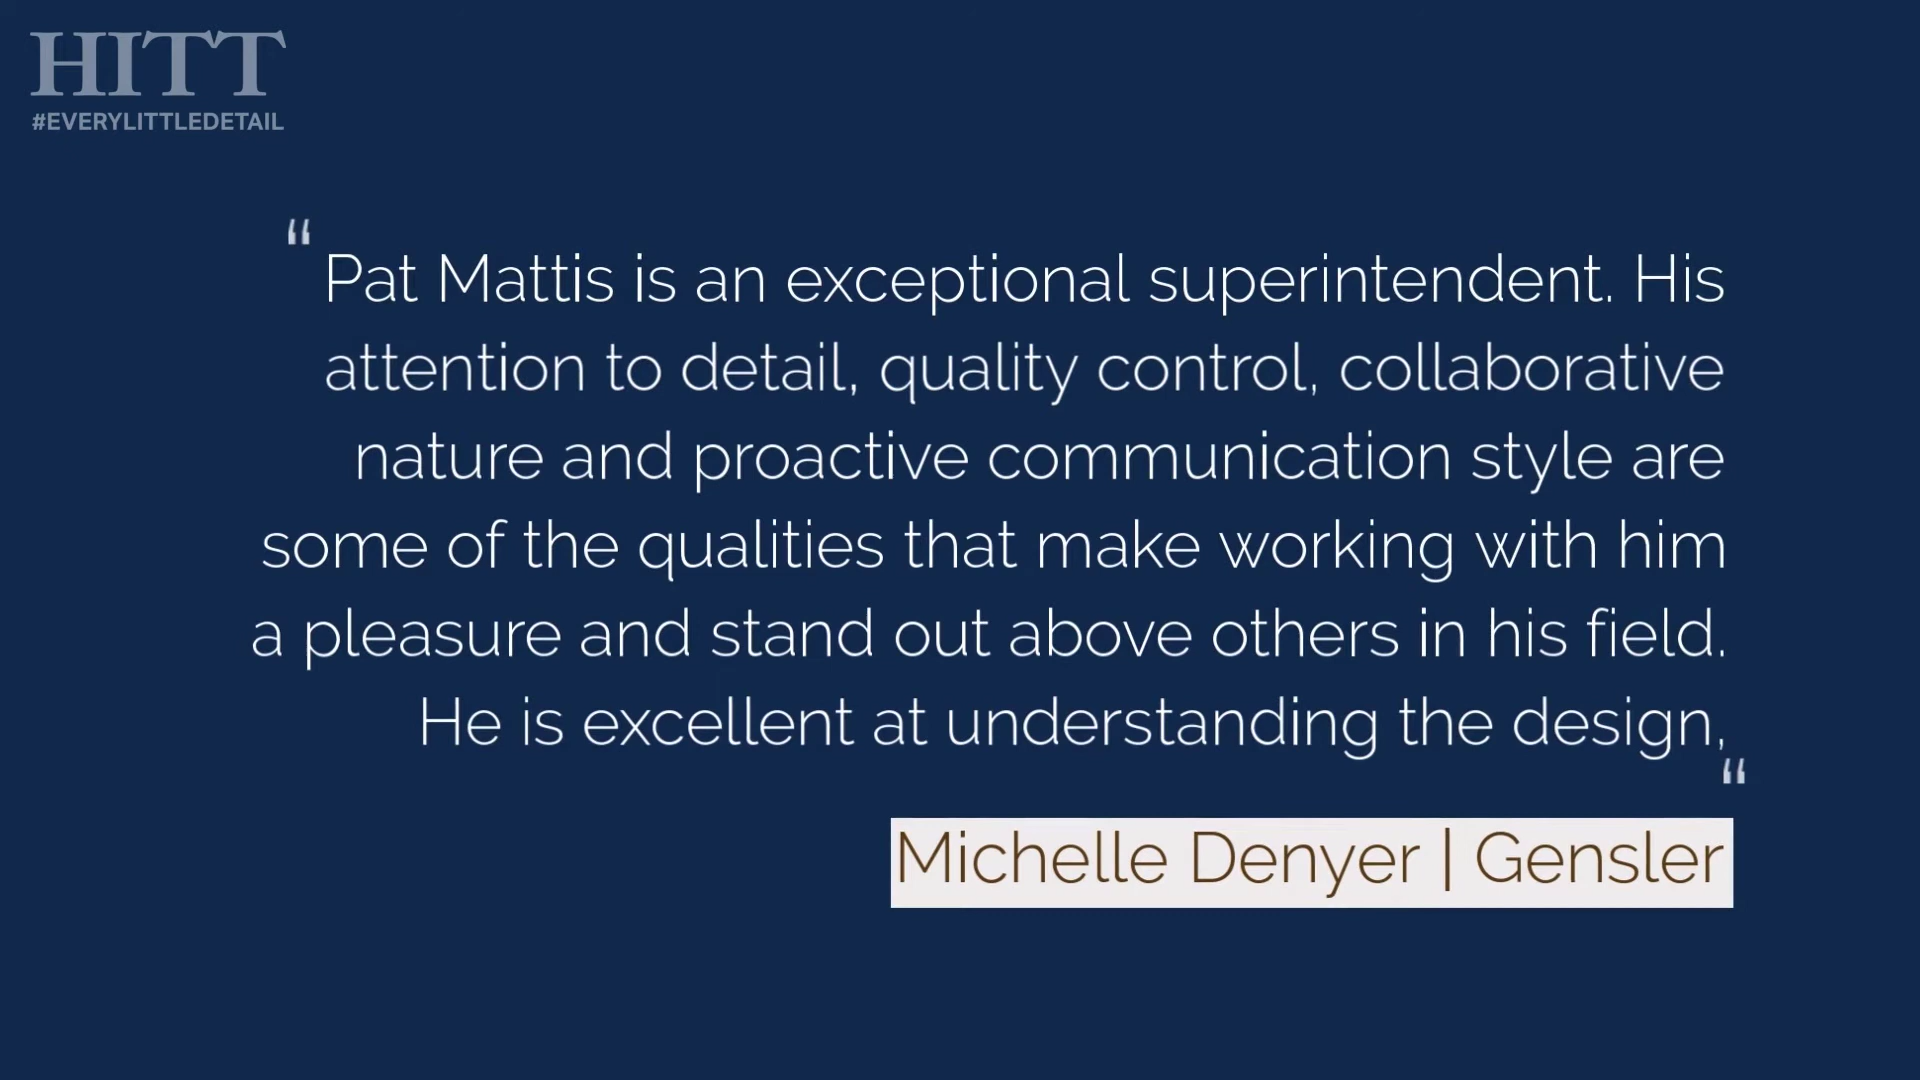 HITT
#EVERYLITTLEDETAIL
“
Pat Mattis is an exceptional superintendent. His
attention to detail, quality control, collaborative
nature and proactive communication style are
some of the qualities that make working with him
a pleasure and stand out above others in his field.
He is excellent at understanding the design,
“
Michelle Denyer | Gensler